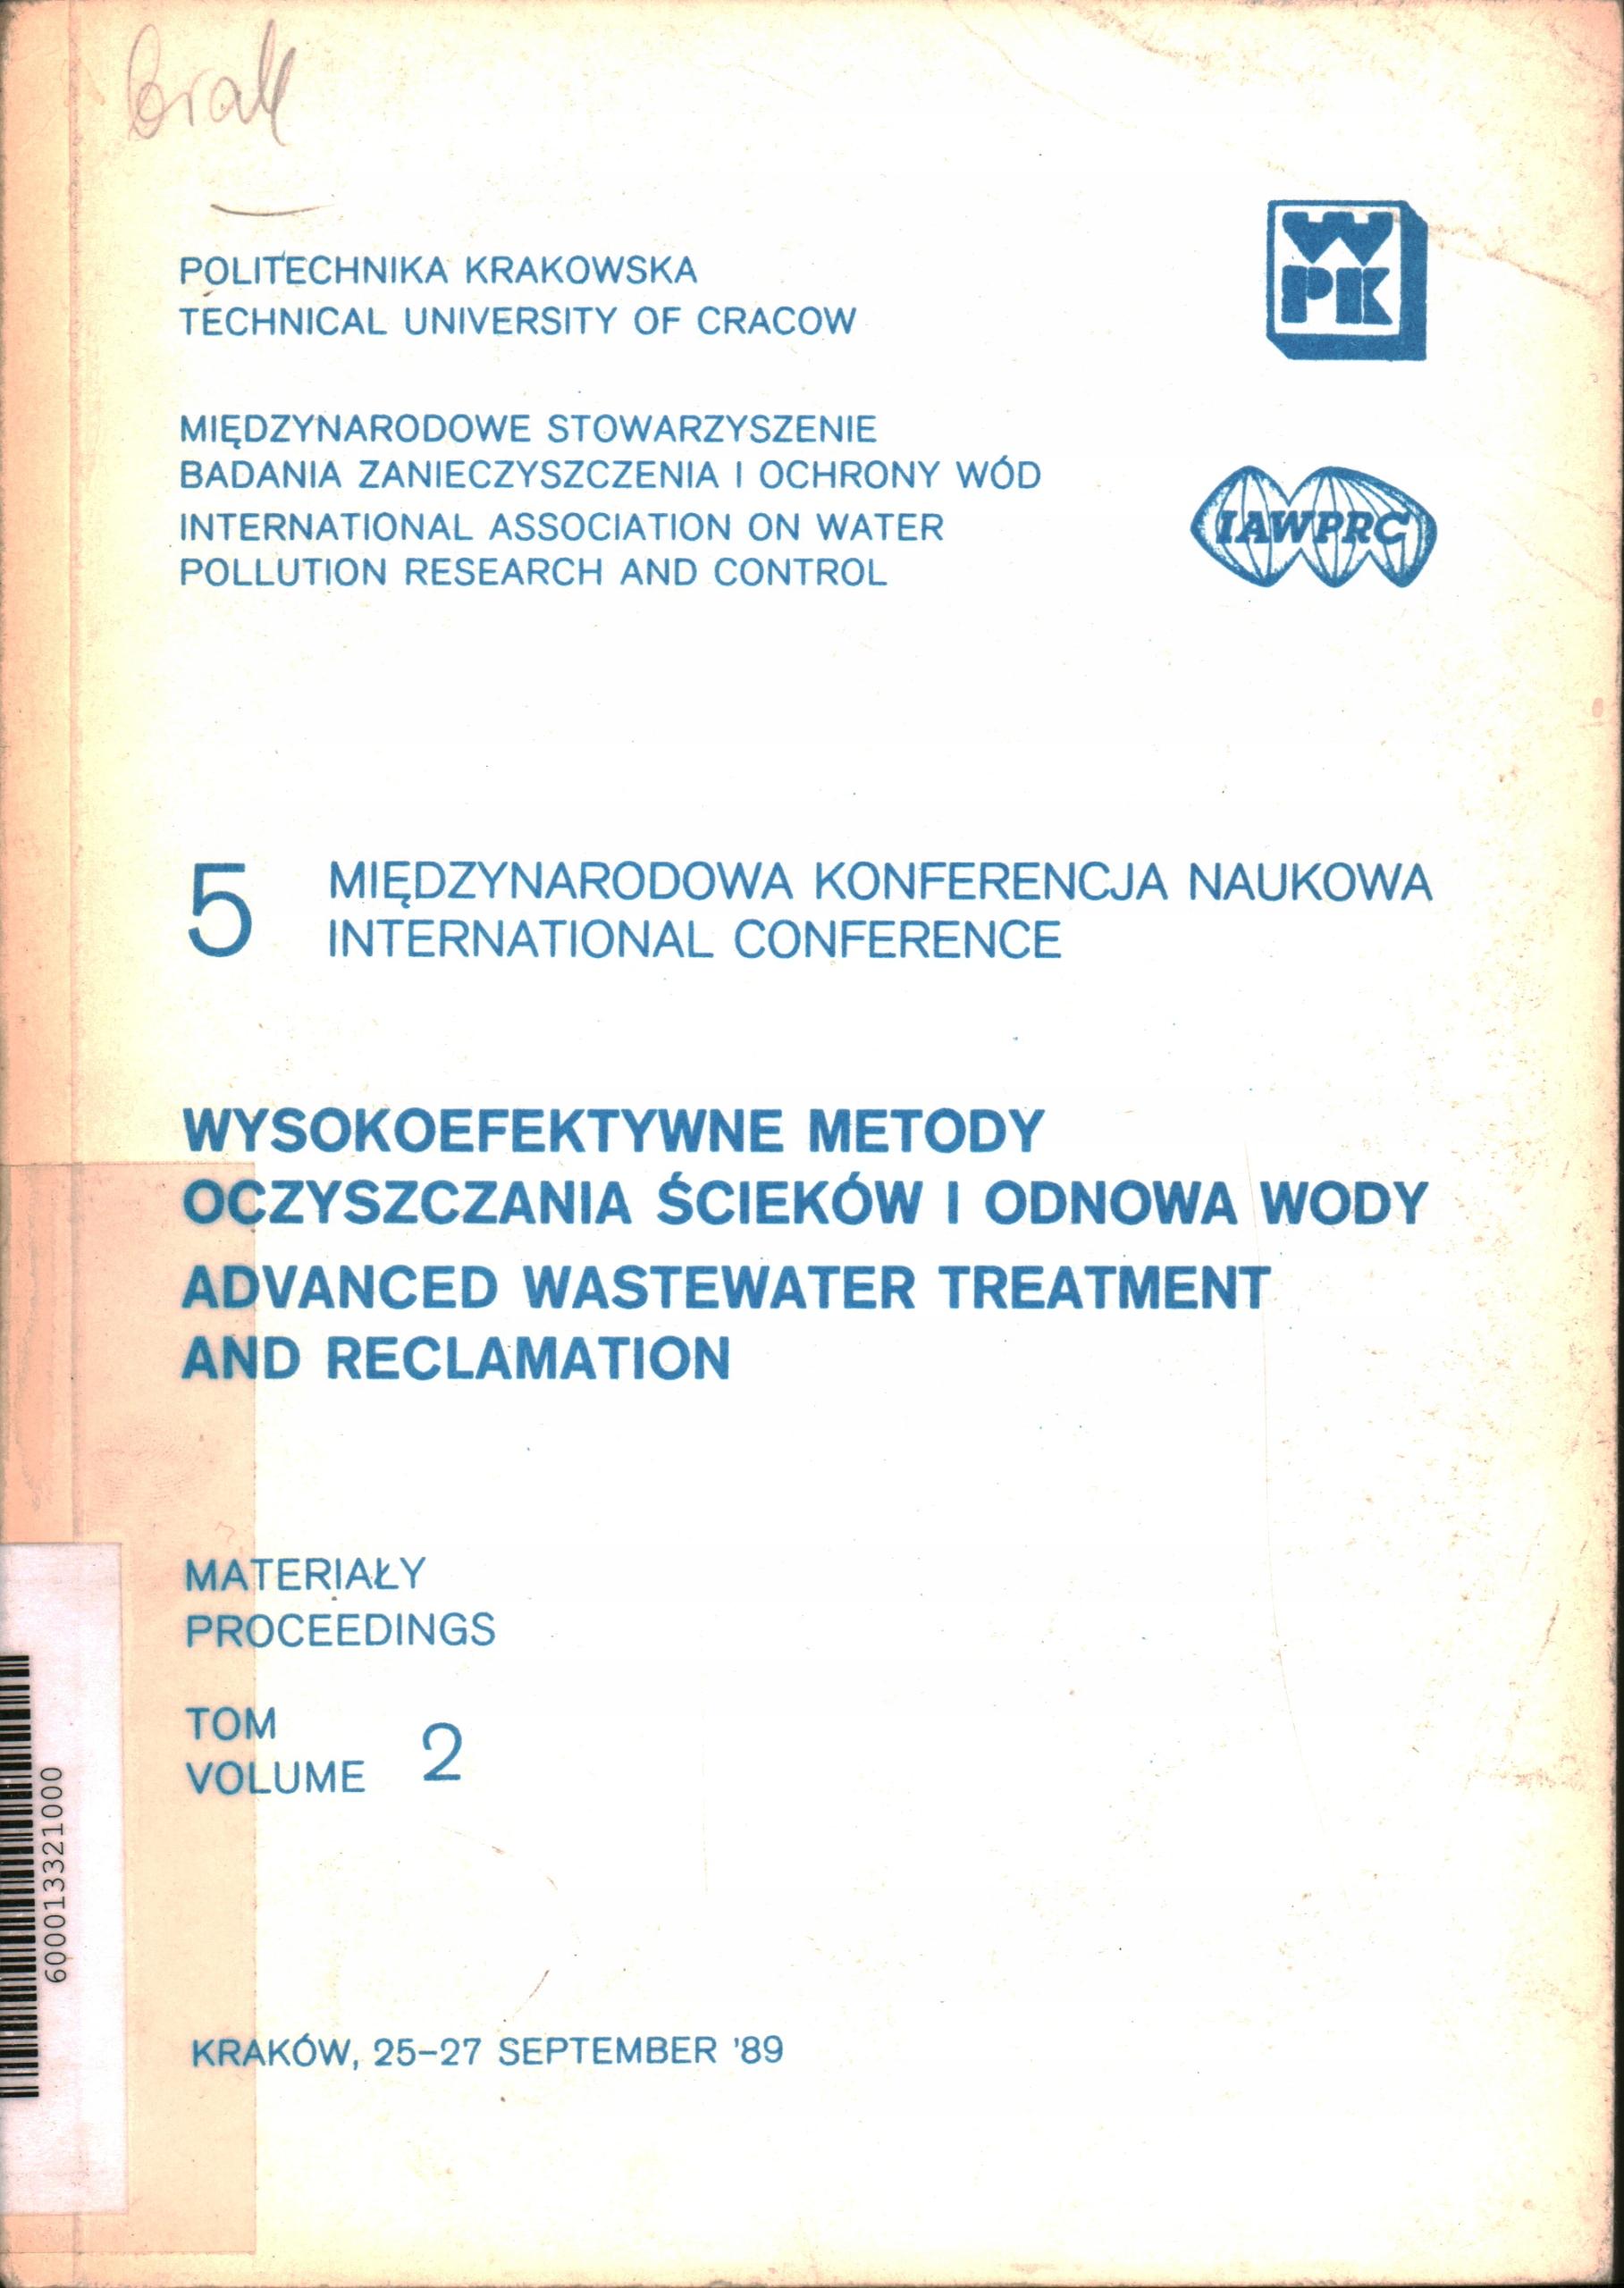 brak
POLITECHNIKA KRAKOWSKA
TECHNICAL UNIVERSITY OF CRACOW
PK
MIĘDZYNARODOWE STOWARZYSZENIE
BADANIA ZANIECZYSZCZENIA I OCHRONY WÓD
INTERNATIONAL ASSOCIATION ON WATER
POLLUTION RESEARCH AND CONTROL
IAWPRC
5 MIĘDZYNARODOWA KONFERENCJA NAUKOWA
INTERNATIONAL CONFERENCE
WYSOKOEFEKTYWNE METODY
OCZYSZCZANIA ŚCIEKÓW I ODNOWA WODY
ADVANCED WASTEWATER TREATMENT
AND RECLAMATION
MATERIAŁY
PROCEEDINGS
TOM
VOLUME 2
6000133321000
KRAKÓW, 25-27 SEPTEMBER '89